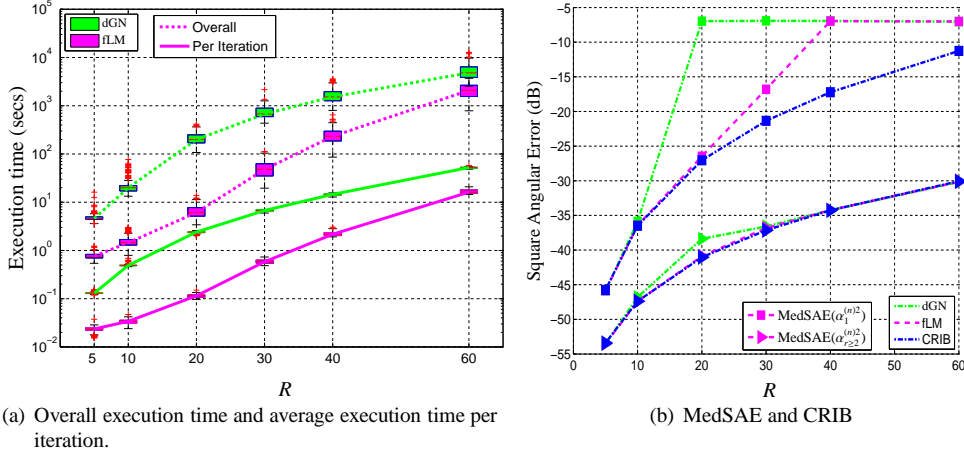 10^5
10^4
10^3
10^2
10^1
10^0
10^-1
10^-2
Execution time (secs)
dGN
fLM
Overall
Per Iteration
5 10 20 30 40 60
R
(a) Overall execution time and average execution time per
iteration.
-5
-10
-15
-20
-25
-30
-35
-40
-45
-50
-55
Square Angular Error (dB)
MedSAE(α_1^(n)2)
MedSAE(α_r≥2^(n)2)
dGN
fLM
CRIB
0 10 20 30 40 50 60
R
(b) MedSAE and CRIB